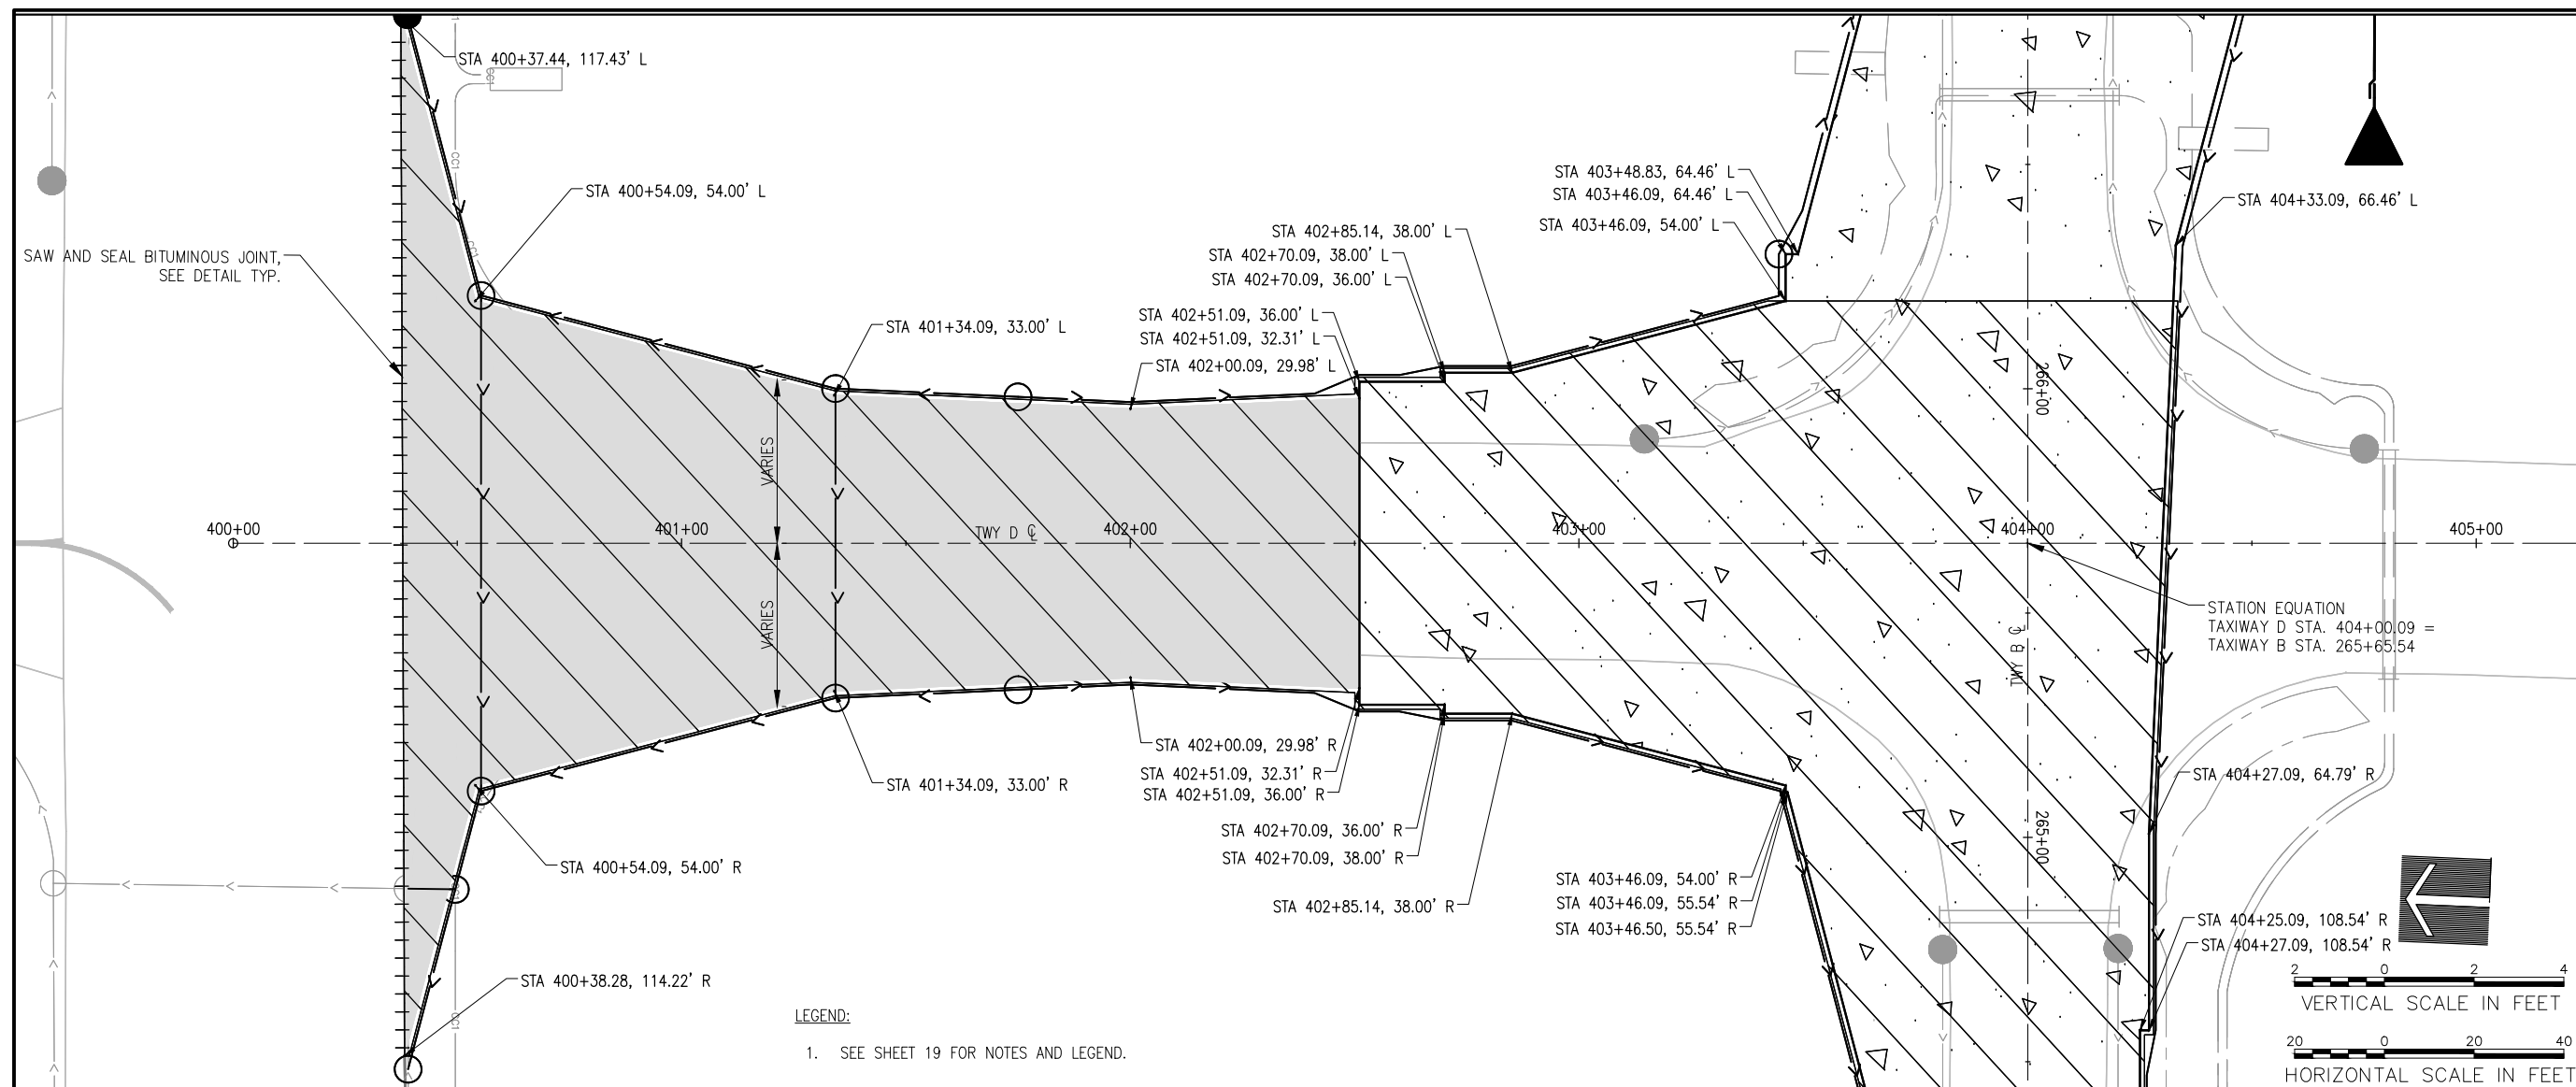 STA 400+37.44, 117.43' L
STA 400+54.09, 54.00' L
SAW AND SEAL BITUMINOUS JOINT,
SEE DETAIL TYP.
STA 401+34.09, 33.00' L
STA 402+85.14, 38.00' L
STA 402+70.09, 38.00' L
STA 402+70.09, 36.00' L
STA 402+51.09, 36.00' L
STA 402+51.09, 32.31' L
STA 402+00.09, 29.98' L
STA 403+48.83, 64.46' L
STA 403+46.09, 64.46' L
STA 403+46.09, 54.00' L
STA 404+33.09, 66.46' L
CC1
CC1
VARIES
VARIES
266+00
400+00
401+00
TWY D ℄
402+00
403+00
404+00
405+00
STATION EQUATION
TAXIWAY D STA. 404+00.09 =
TAXIWAY B STA. 265+65.54
TWY B ℄
265+00
STA 402+00.09, 29.98' R
STA 402+51.09, 32.31' R
STA 402+51.09, 36.00' R
STA 401+34.09, 33.00' R
STA 402+70.09, 36.00' R
STA 402+70.09, 38.00' R
STA 402+85.14, 38.00' R
STA 400+54.09, 54.00' R
STA 400+38.28, 114.22' R
STA 403+46.09, 54.00' R
STA 403+46.09, 55.54' R
STA 403+46.50, 55.54' R
STA 404+27.09, 64.79' R
STA 404+25.09, 108.54' R
STA 404+27.09, 108.54' R
CC1
LEGEND:
1. SEE SHEET 19 FOR NOTES AND LEGEND.
2 0 2 4
VERTICAL SCALE IN FEET
20 0 20 40
HORIZONTAL SCALE IN FEET